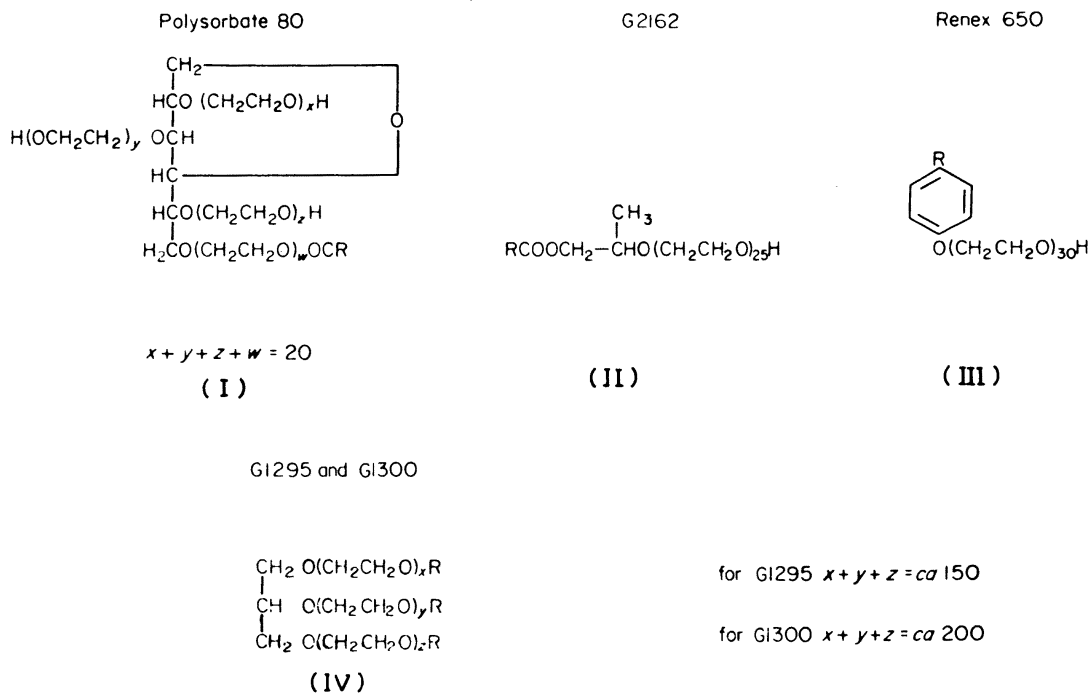 Polysorbate 80
G2162
Renex 650
CH₂
HCO (CH₂CH₂O)ₓH
O
H(OCH₂CH₂)ᵧ OCH
HC
HCO(CH₂CH₂O)zH
H₂CO(CH₂CH₂O)wOCR
CH₃
RCOOCH₂-CHO(CH₂CH₂O)₂₅H
R
O(CH₂CH₂O)₃₀H
x + y + z + w = 20
(I)
(II)
(III)
G1295 and G1300
CH₂ O(CH₂CH₂O)ₓR
CH O(CH₂CH₂O)ᵧR
CH₂ O(CH₂CH₂O)zR
for G1295 x + y + z = ca 150
for G1300 x + y + z = ca 200
(IV)